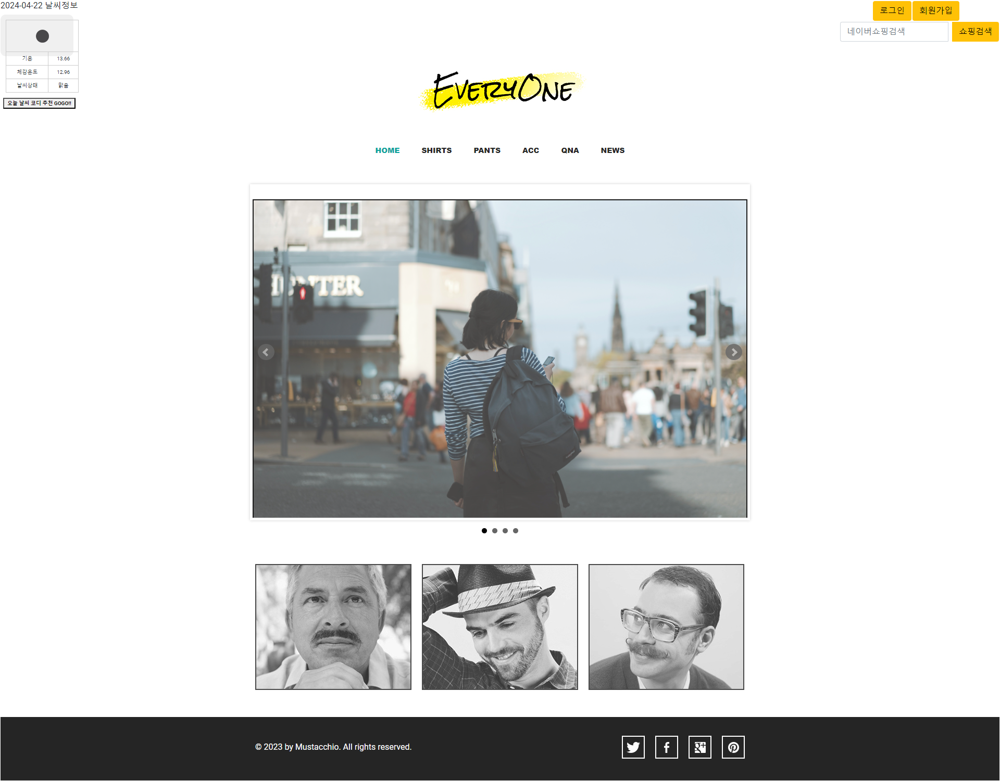 2024-04-22 날씨정보
로그인 회원가입
네이버쇼핑검색 쇼핑검색
기온 13.66
체감온도 12.96
날씨상태 맑음
오늘 날씨 코디 추천 GOGO!!
EVERYONE
HOME SHIRTS PANTS ACC QNA NEWS
HUNTER
© 2023 by Mustacchio. All rights reserved.